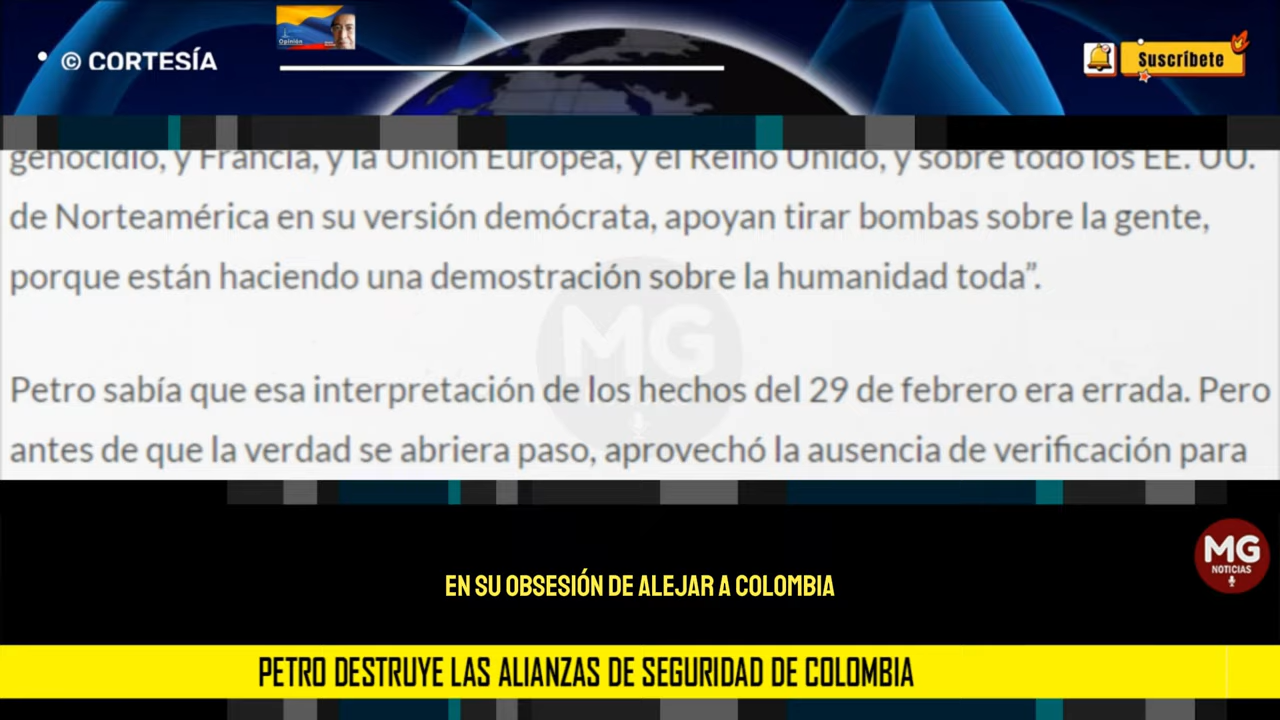 Opinión
© CORTESÍA
Suscríbete
genocidio, y Francia, y la Unión Europea, y el Reino Unido, y sobre todo los EE. UU.
de Norteamérica en su versión demócrata, apoyan tirar bombas sobre la gente,
porque están haciendo una demostración sobre la humanidad toda”.
MG
Petro sabía que esa interpretación de los hechos del 29 de febrero era errada. Pero
antes de que la verdad se abriera paso, aprovechó la ausencia de verificación para
MG
NOTICIAS
EN SU OBSESIÓN DE ALEJAR A COLOMBIA
PETRO DESTRUYE LAS ALIANZAS DE SEGURIDAD DE COLOMBIA